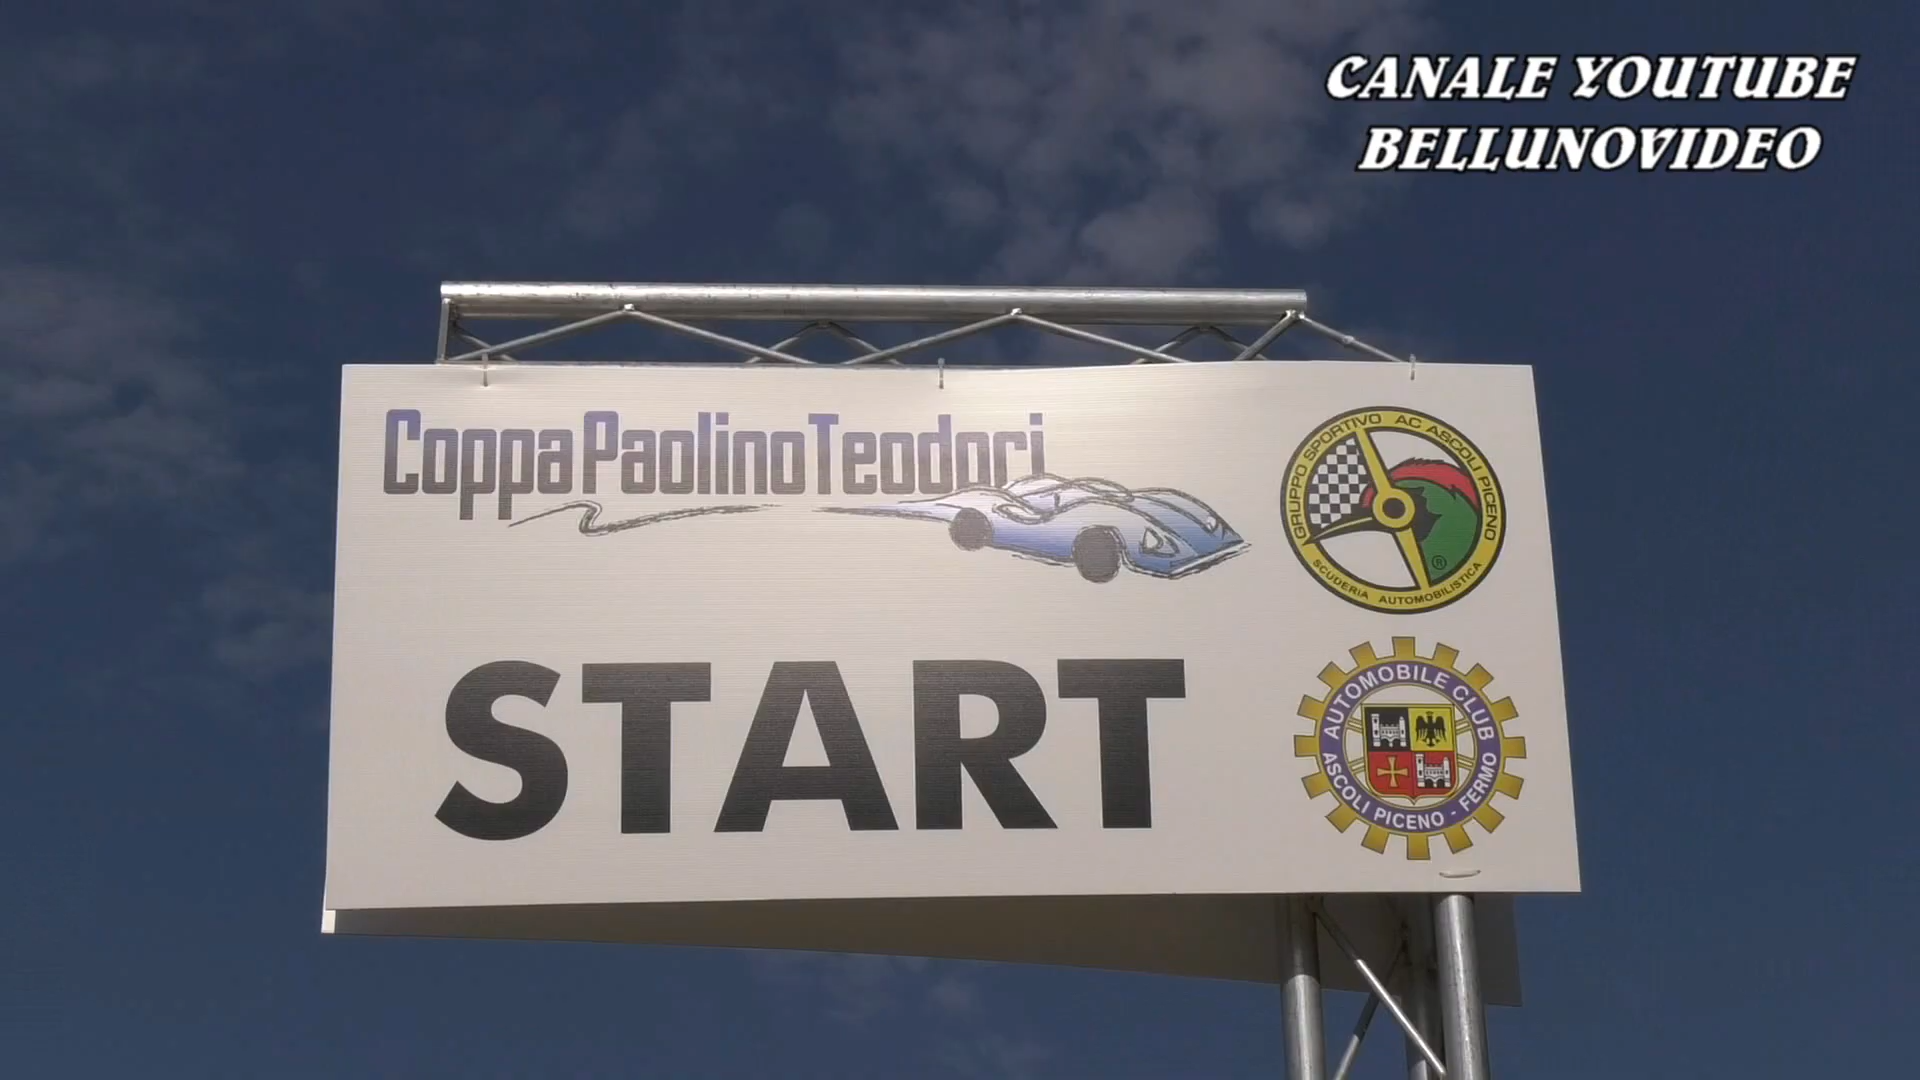 CANALE YOUTUBE
BELLUNOVIDEO
CoppaPaolinoTeodori
START
GRUPPO SPORTIVO AC ASCOLI PICENO
SCUDERIA AUTOMOBILISTICA
®
AUTOMOBILE CLUB
ASCOLI PICENO - FERMO